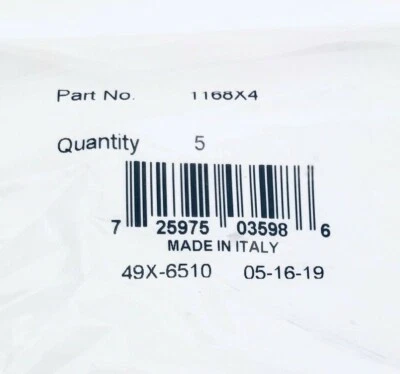 Part No. 1168X4
Quantity 5
7 25975 03598 6
MADE IN ITALY
49X-6510 05-16-19